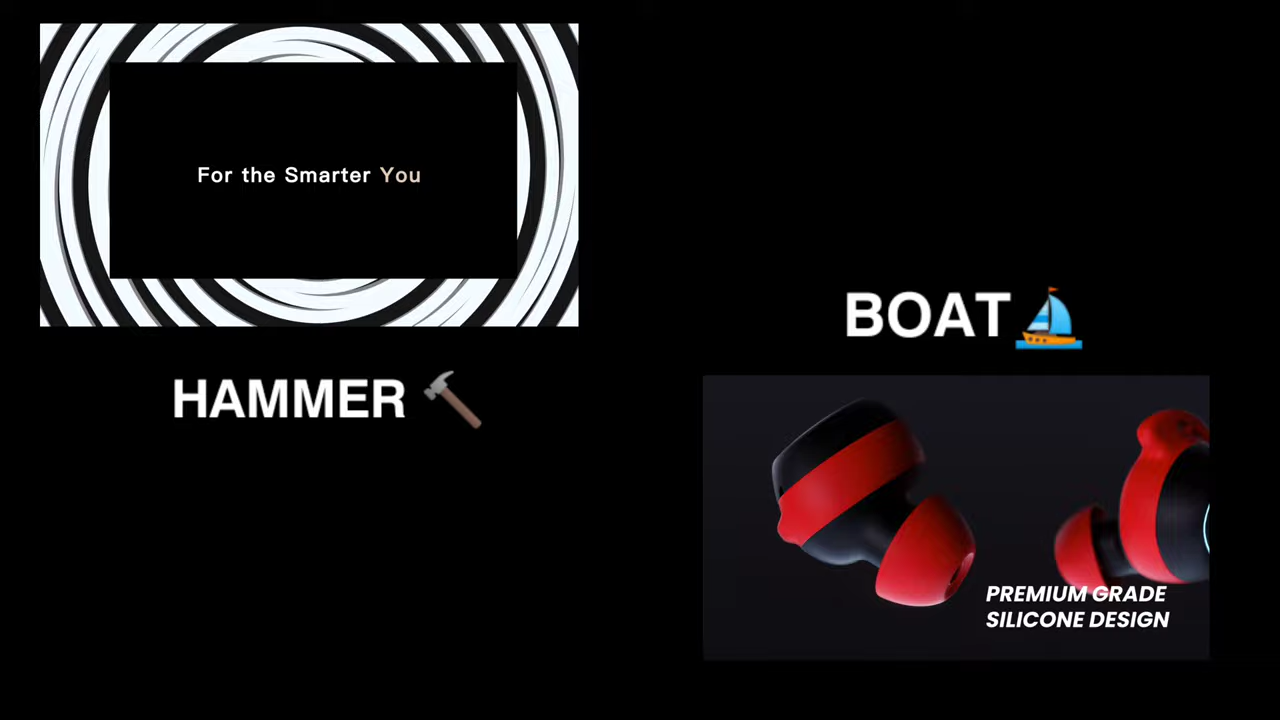 For the Smarter You
HAMMER
BOAT
PREMIUM GRADE
SILICONE DESIGN